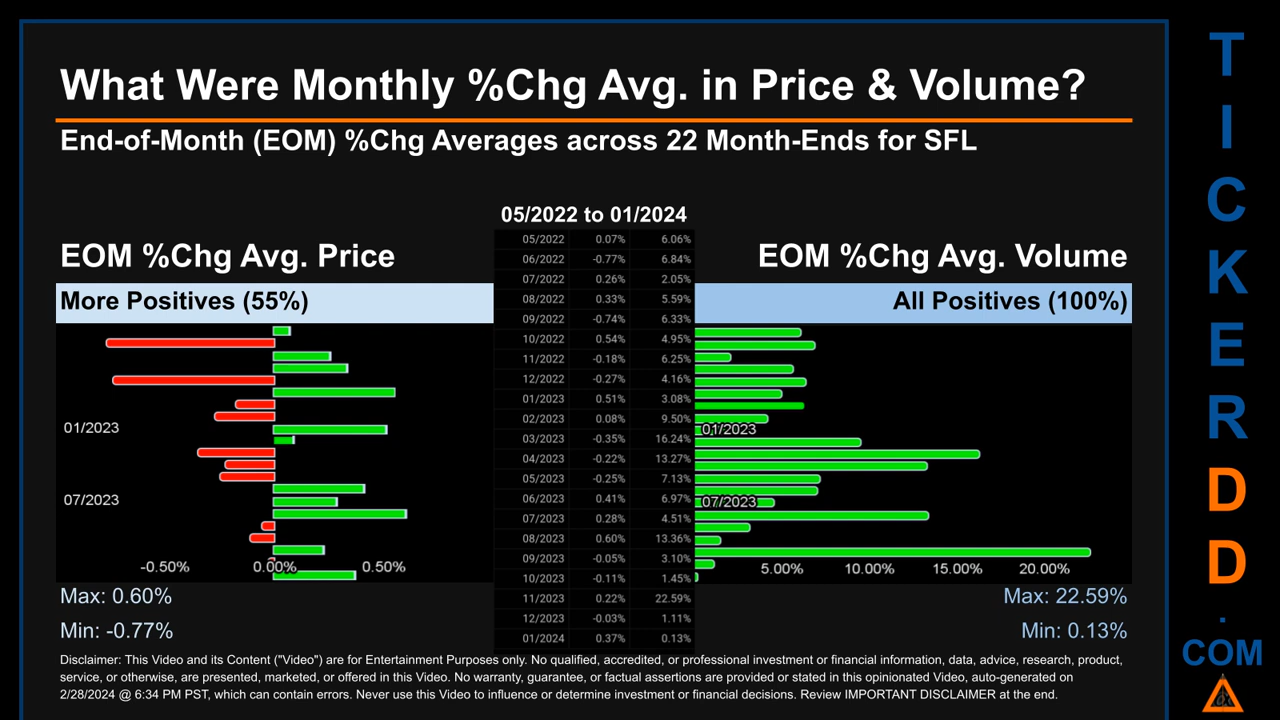 What Were Monthly %Chg Avg. in Price & Volume?
End-of-Month (EOM) %Chg Averages across 22 Month-Ends for SFL
05/2022 to 01/2024
EOM %Chg Avg. Price
EOM %Chg Avg. Volume
More Positives (55%)
All Positives (100%)
05/2022 0.07% 6.06%
06/2022 -0.77% 6.84%
07/2022 0.26% 2.05%
08/2022 0.33% 5.59%
09/2022 -0.74% 6.33%
10/2022 0.54% 4.95%
11/2022 -0.18% 6.25%
12/2022 -0.27% 4.16%
01/2023 0.51% 3.08%
02/2023 0.08% 9.50%
03/2023 -0.35% 16.24%
04/2023 -0.22% 13.27%
05/2023 -0.25% 7.13%
06/2023 0.41% 6.97%
07/2023 0.28% 4.51%
08/2023 0.60% 13.36%
09/2023 -0.05% 3.10%
10/2023 -0.11% 1.45%
11/2023 0.22% 22.59%
12/2023 -0.03% 1.11%
01/2024 0.37% 0.13%
01/2023
07/2023
-0.50% 0.00% 0.50%
01/2023
07/2023
5.00% 10.00% 15.00% 20.00%
Max: 0.60%
Min: -0.77%
Max: 22.59%
Min: 0.13%
Disclaimer: This Video and its Content ("Video") are for Entertainment Purposes only. No qualified, accredited, or professional investment or financial information, data, advice, research, product,
service, or otherwise, are presented, marketed, or offered in this Video. No warranty, guarantee, or factual assertions are provided or stated in this opinionated Video, auto-generated on
2/28/2024 @ 6:34 PM PST, which can contain errors. Never use this Video to influence or determine investment or financial decisions. Review IMPORTANT DISCLAIMER at the end.
T
I
C
K
E
R
D
D
.
COM